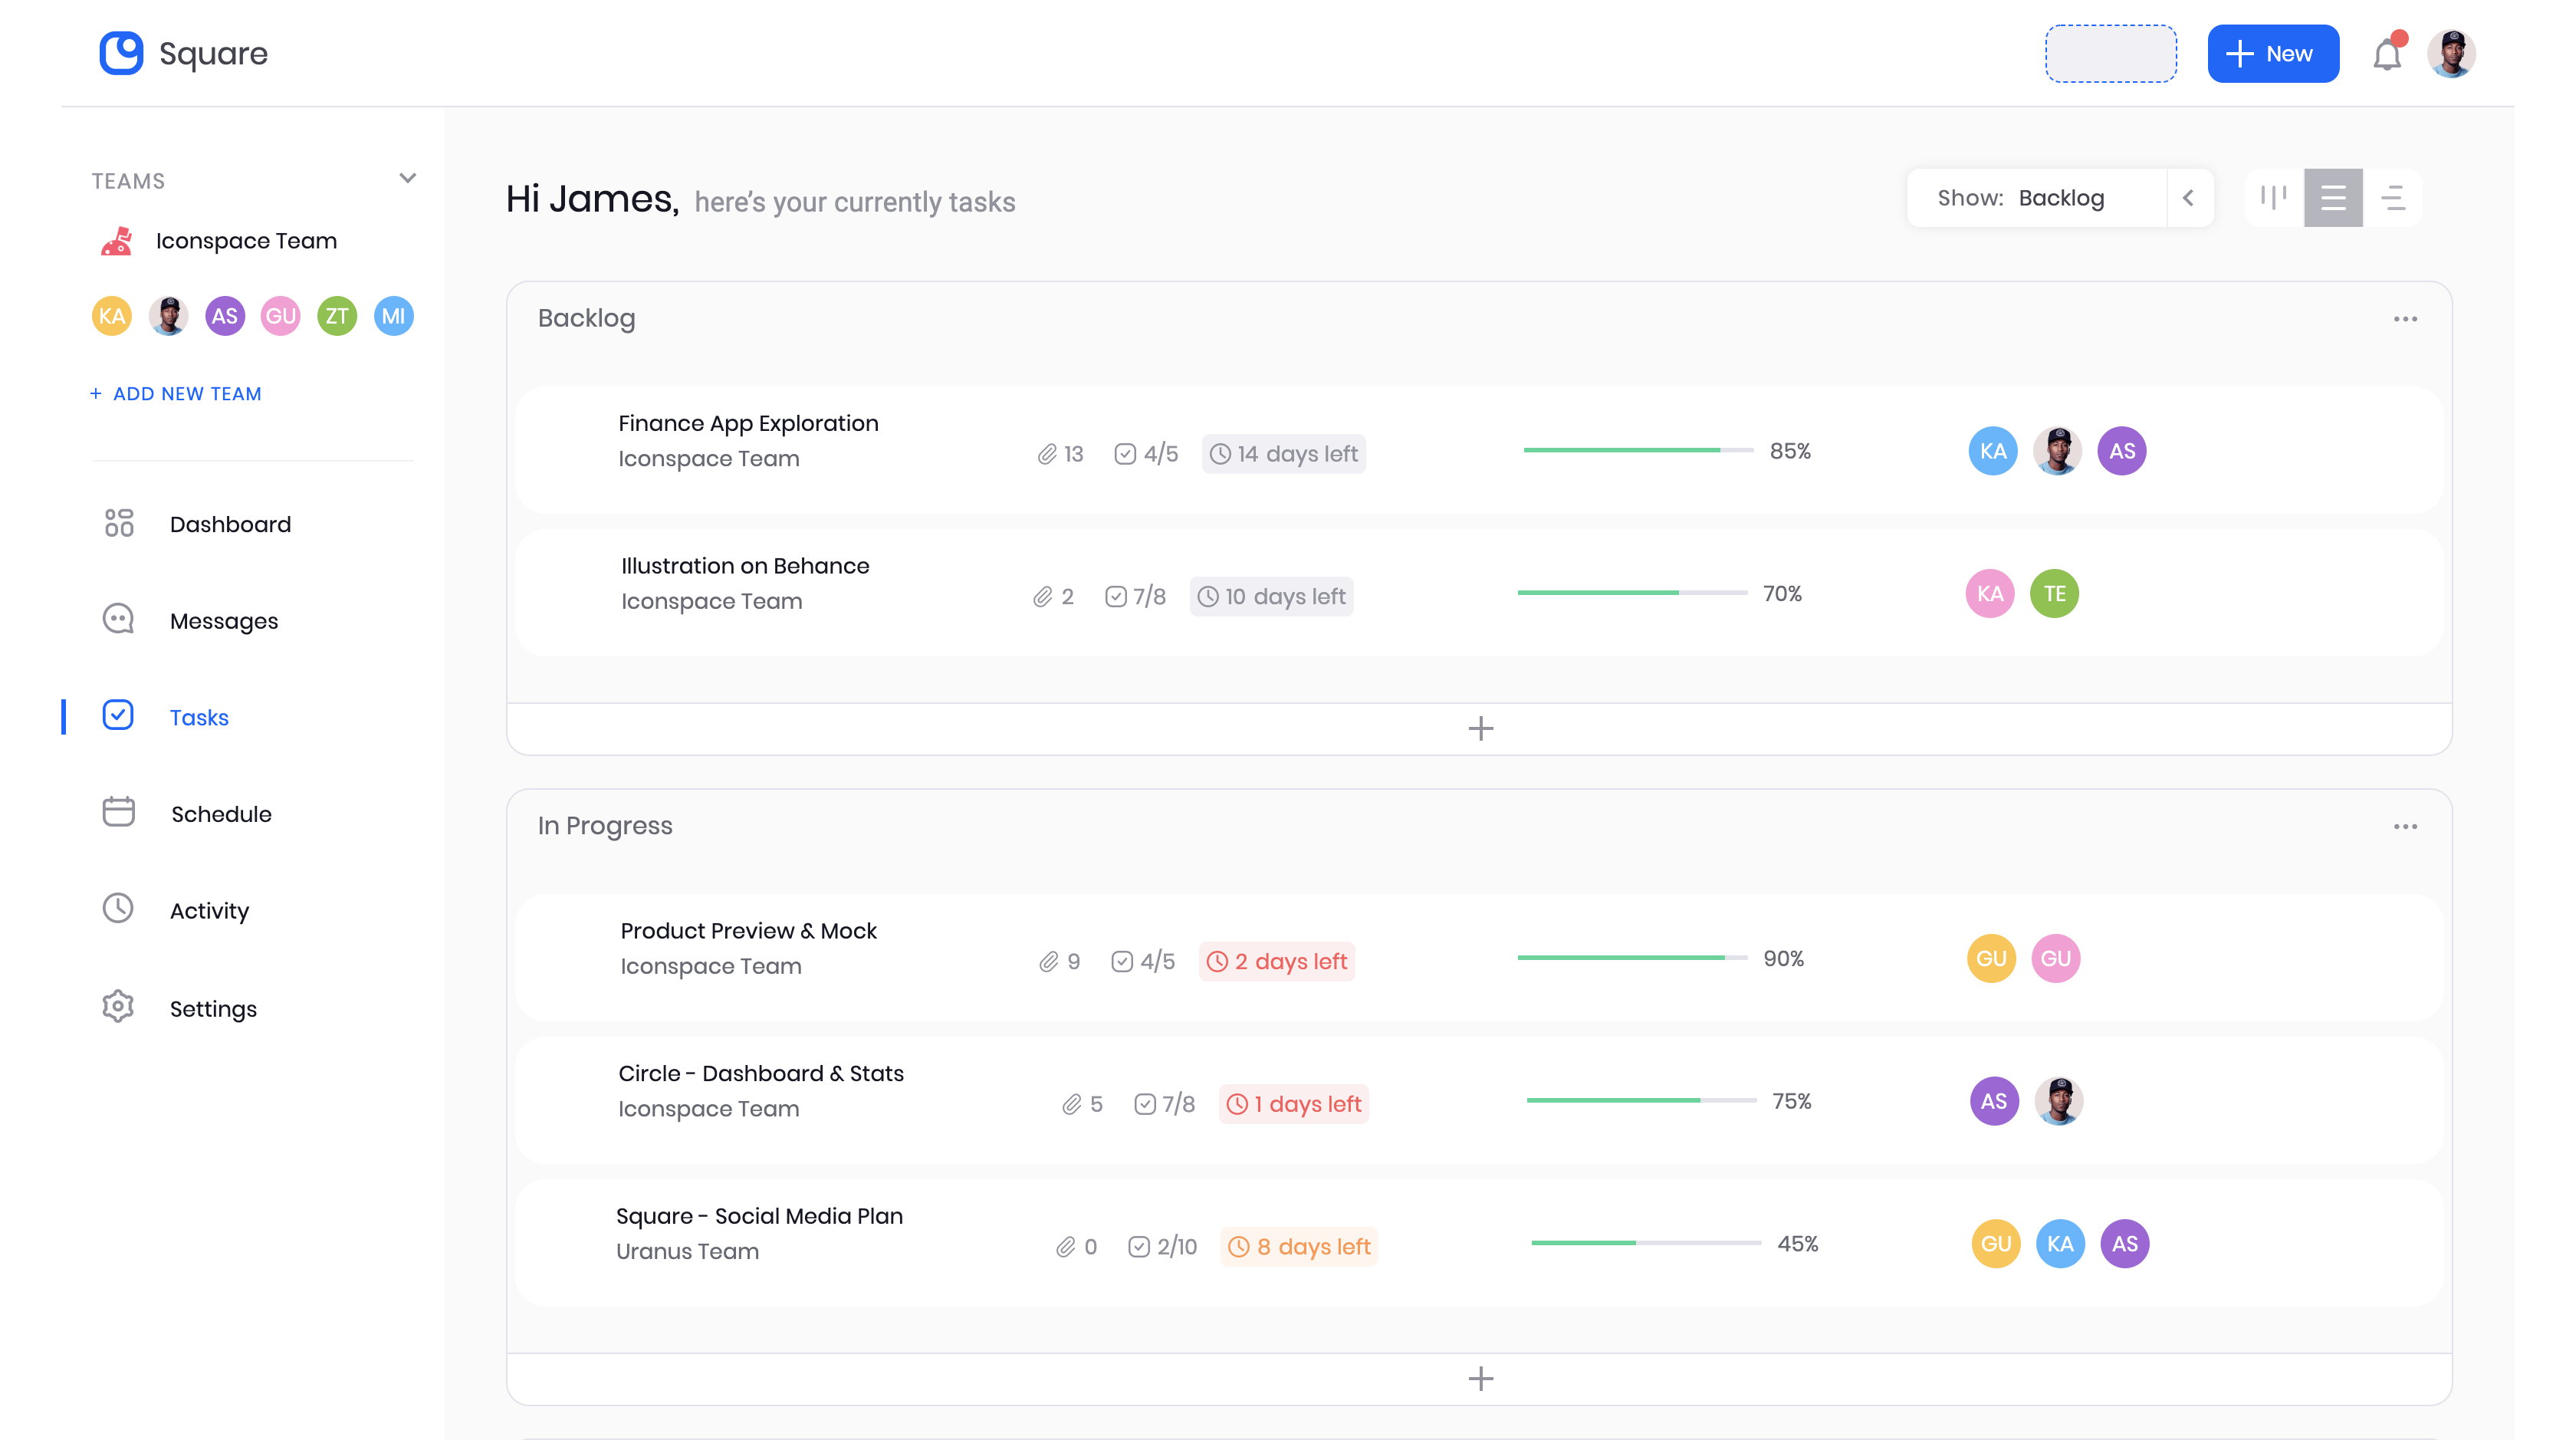 Square
New
TEAMS
Iconspace Team
KA AS GU ZT MI
+ ADD NEW TEAM
Dashboard
Messages
Tasks
Schedule
Activity
Settings
Hi James, here's your currently tasks
Show: Backlog
Backlog
Finance App Exploration
Iconspace Team
13 4/5 14 days left 85% KA AS
Illustration on Behance
Iconspace Team
2 7/8 10 days left 70% KA TE
In Progress
Product Preview & Mock
Iconspace Team
9 4/5 2 days left 90% GU GU
Circle - Dashboard & Stats
Iconspace Team
5 7/8 1 days left 75% AS
Square - Social Media Plan
Uranus Team
0 2/10 8 days left 45% GU KA AS